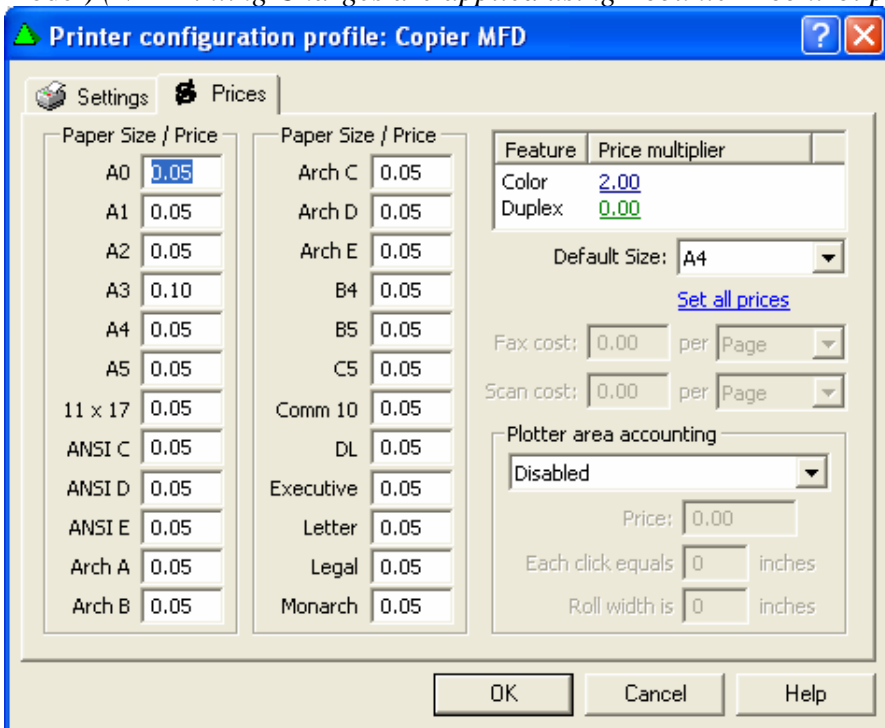 Printer configuration profile: Copier MFD
Settings Prices
Paper Size / Price
A0 0.05
A1 0.05
A2 0.05
A3 0.10
A4 0.05
A5 0.05
11 x 17 0.05
ANSI C 0.05
ANSI D 0.05
ANSI E 0.05
Arch A 0.05
Arch B 0.05
Paper Size / Price
Arch C 0.05
Arch D 0.05
Arch E 0.05
B4 0.05
B5 0.05
C5 0.05
Comm 10 0.05
DL 0.05
Executive 0.05
Letter 0.05
Legal 0.05
Monarch 0.05
Feature Price multiplier
Color 2.00
Duplex 0.00
Default Size: A4
Set all prices
Fax cost: 0.00 per Page
Scan cost: 0.00 per Page
Plotter area accounting
Disabled
Price: 0.00
Each click equals 0 inches
Roll width is 0 inches
OK Cancel Help